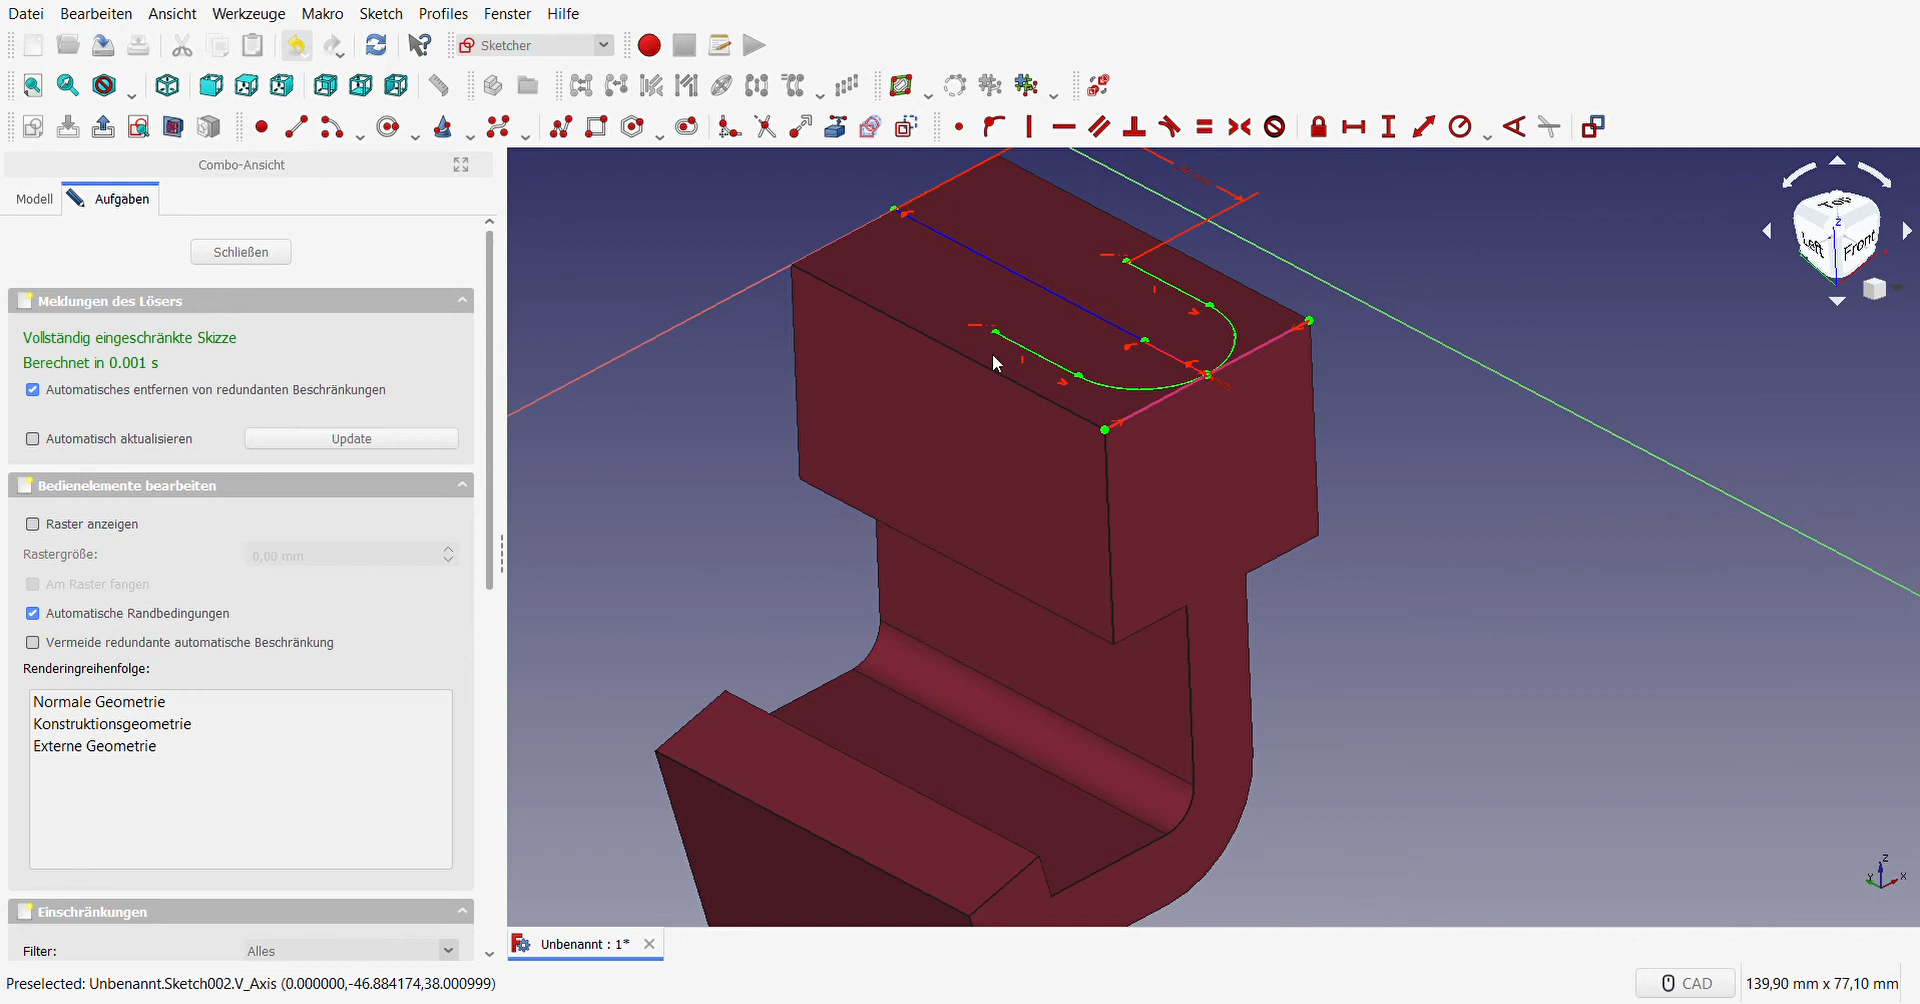 Datei Bearbeiten Ansicht Werkzeuge Makro Sketch Profiles Fenster Hilfe
Sketcher
Combo-Ansicht
Modell Aufgaben
Schließen
Meldungen des Lösers
Vollständig eingeschränkte Skizze
Berechnet in 0.001 s
Automatisches entfernen von redundanten Beschränkungen
Automatisch aktualisieren Update
Bedienelemente bearbeiten
Raster anzeigen
Rastergröße: 0,00 mm
Am Raster fangen
Automatische Randbedingungen
Vermeide redundante automatische Beschränkung
Renderingreihenfolge:
Normale Geometrie
Konstruktionsgeometrie
Externe Geometrie
Einschränkungen
Filter: Alles
Top
Left
Front
Z
Z
Y
X
Unbenannt : 1*
Preselected: Unbenannt.Sketch002.V_Axis (0.000000,-46.884174,38.000999)
CAD
139,90 mm x 77,10 mm